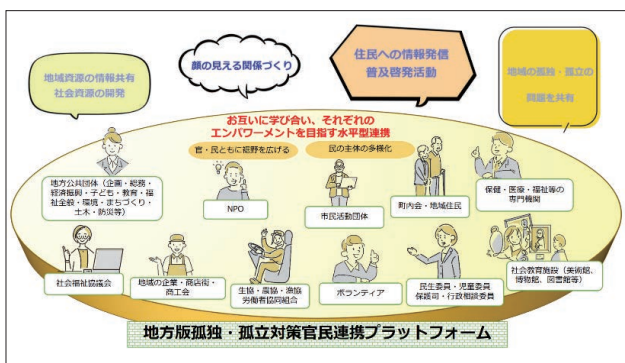 地域資源の情報共有
社会資源の開発
顔の見える関係づくり
住民への情報発信
普及啓発活動
地域の孤独・孤立の
問題を共有
お互いに学び合い、それぞれの
エンパワーメントを目指す水平型連携
官・民ともに裾野を広げる
民の主体の多様化
地方公共団体（企画・総務・
経済振興・子ども・教育・福
祉全般・環境・まちづくり・
土木・防災等）
NPO
市民活動団体
町内会・地域住民
保健・医療・福祉等の
専門機関
社会福祉協議会
地域の企業・商店街・
商工会
生協・農協・漁協
労働者協同組合
ボランティア
民生委員・児童委員
保護司・行政相談委員
社会教育施設（美術館、
博物館、図書館等）
地方版孤独・孤立対策官民連携プラットフォーム